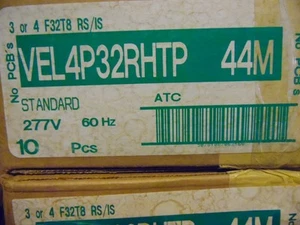 3 or 4 F32T8 RS/IS
No PCB's
VEL4P32RHTP 44M
STANDARD ATC
277V 60 Hz
10 Pcs
3 or 4 F32T8 RS/IS
44M